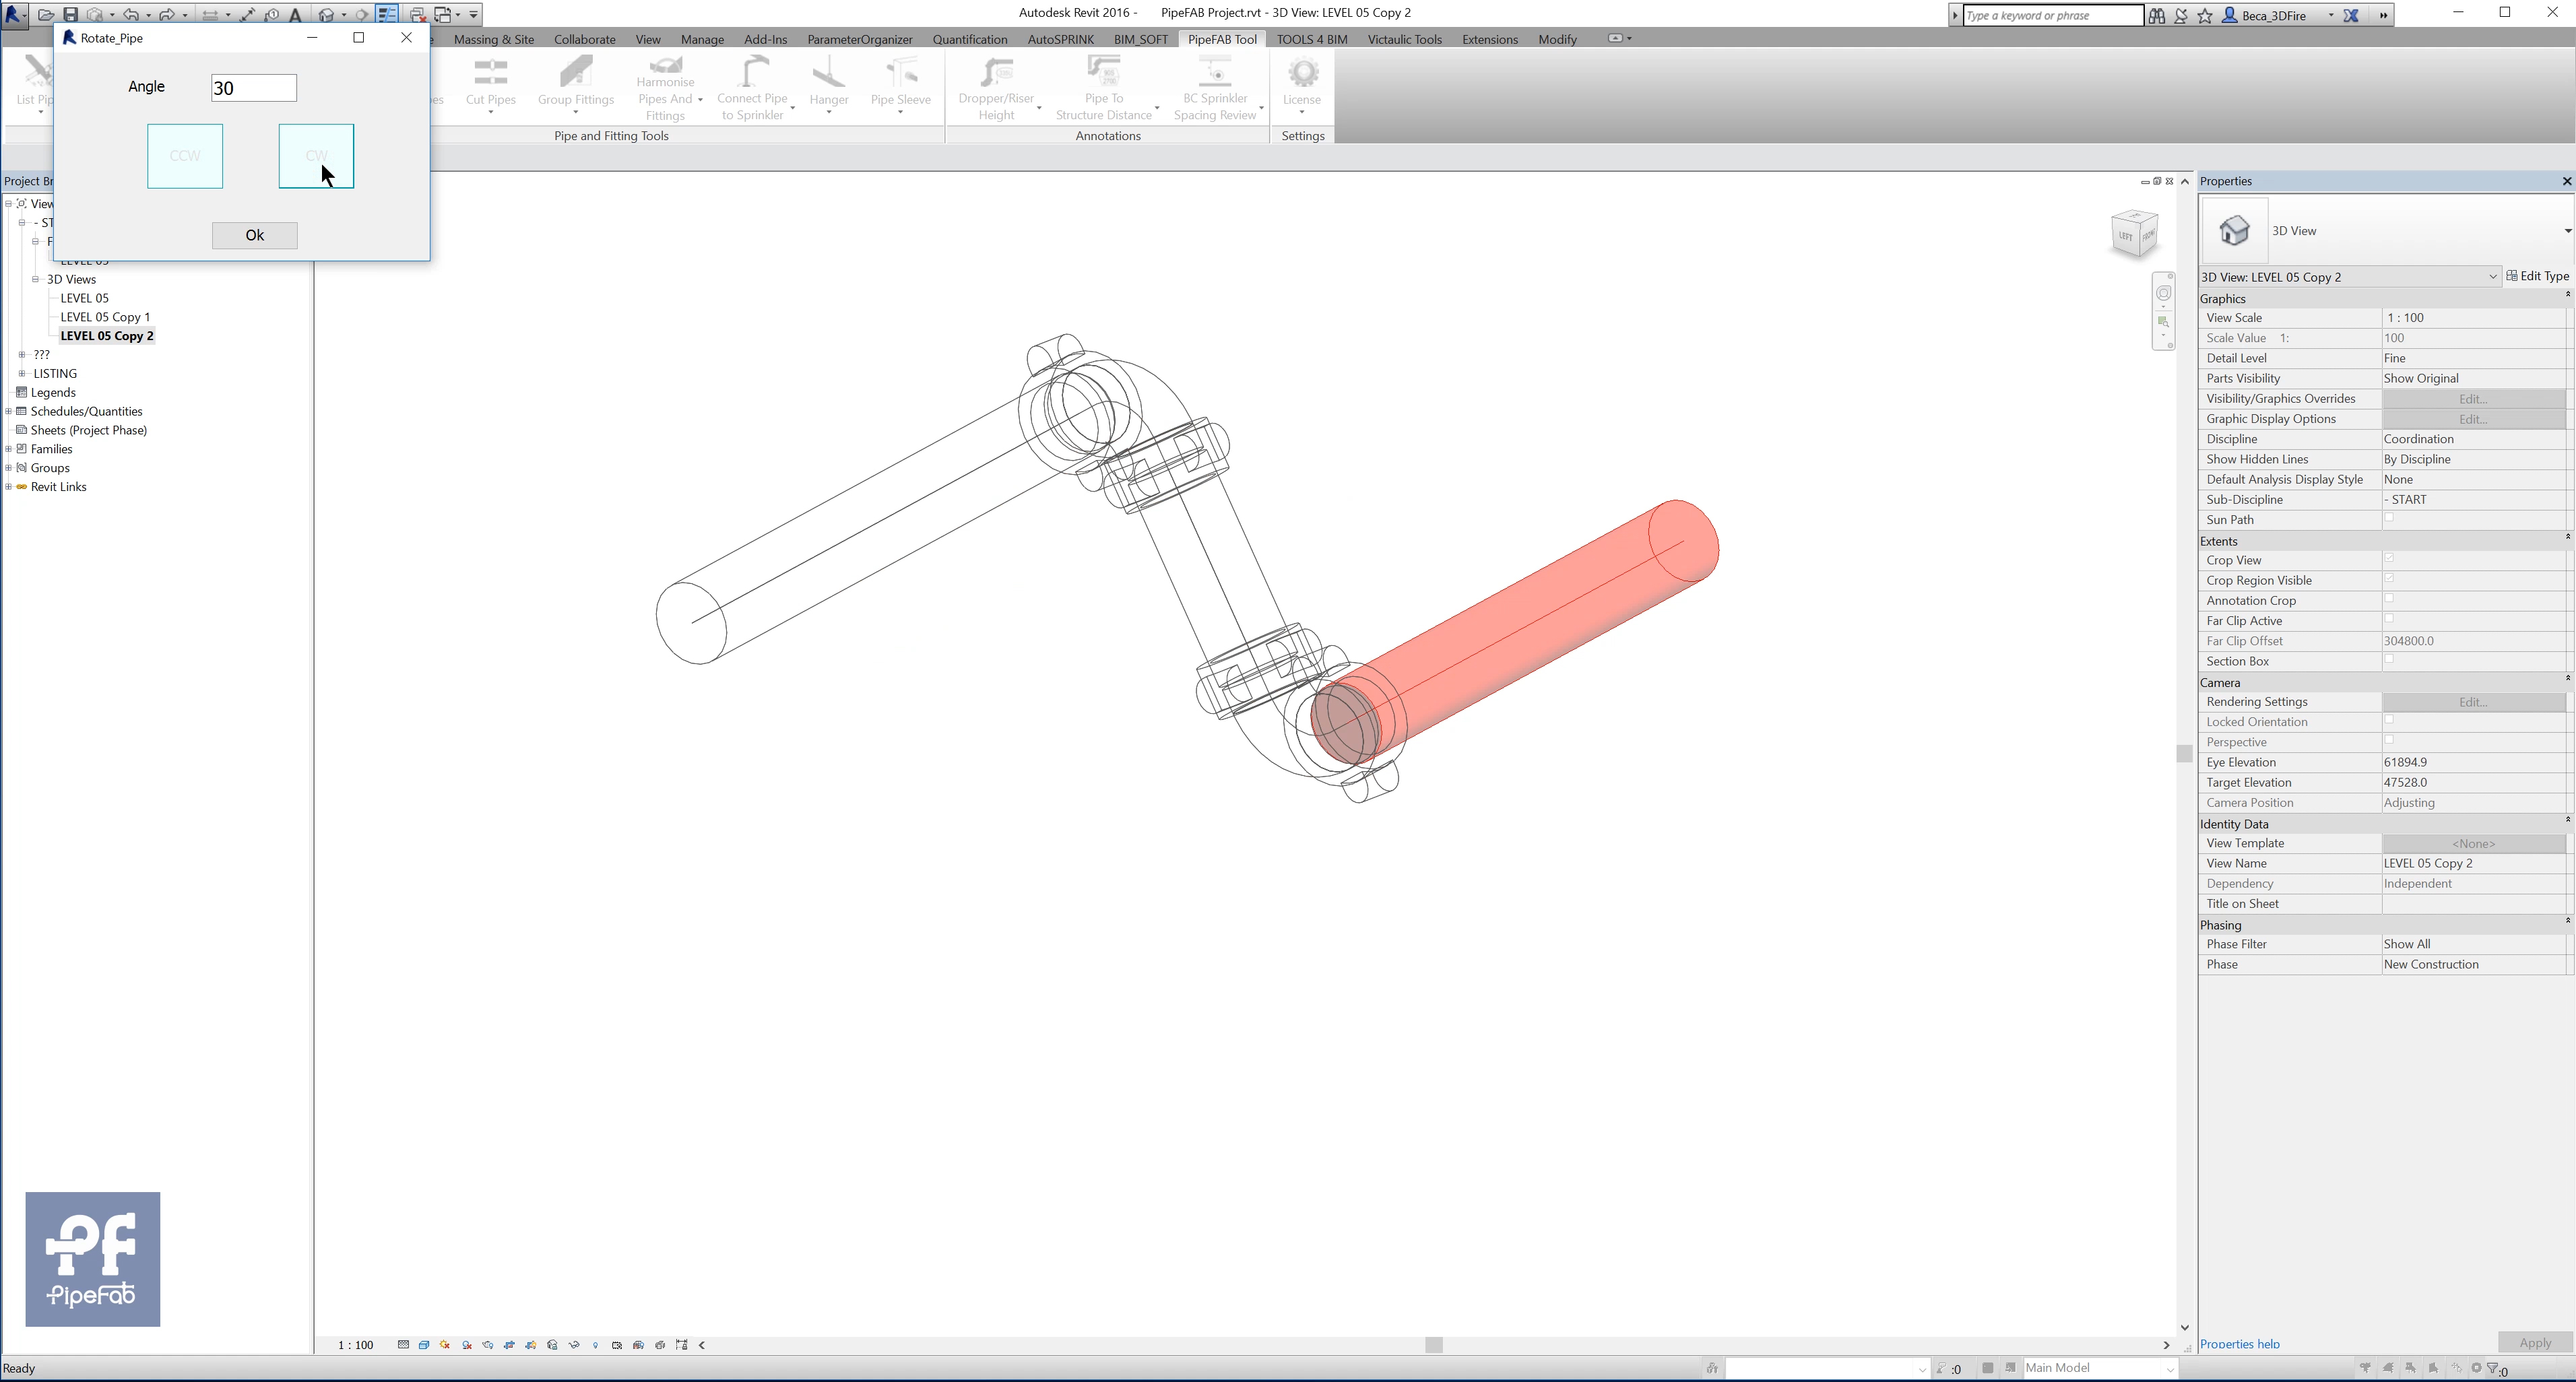 Autodesk Revit 2016 - PipeFAB Project.rvt - 3D View: LEVEL 05 Copy 2
Type a keyword or phrase
Beca_3DFire
Rotate_Pipe
Massing & Site Collaborate View Manage Add-Ins ParameterOrganizer Quantification AutoSPRINK BIM_SOFT PipeFAB Tool TOOLS 4 BIM Victaulic Tools Extensions Modify
Angle 30
CCW CW
Ok
List Pip
Cut Pipes
Group Fittings
Harmonise
Pipes And
Fittings
Connect Pipe
to Sprinkler
Hanger
Pipe Sleeve
Dropper/Riser
Height
Pipe To
Structure Distance
BC Sprinkler
Spacing Review
License
Pipe and Fitting Tools
Annotations
Settings
Project Br
View
- ST
F
LEVEL 05
3D Views
LEVEL 05
LEVEL 05 Copy 1
LEVEL 05 Copy 2
???
LISTING
Legends
Schedules/Quantities
Sheets (Project Phase)
Families
Groups
Revit Links
LEFT FRONT
Properties
3D View
3D View: LEVEL 05 Copy 2 Edit Type
Graphics
View Scale 1 : 100
Scale Value 1: 100
Detail Level Fine
Parts Visibility Show Original
Visibility/Graphics Overrides Edit...
Graphic Display Options Edit...
Discipline Coordination
Show Hidden Lines By Discipline
Default Analysis Display Style None
Sub-Discipline - START
Sun Path
Extents
Crop View
Crop Region Visible
Annotation Crop
Far Clip Active
Far Clip Offset 304800.0
Section Box
Camera
Rendering Settings Edit...
Locked Orientation
Perspective
Eye Elevation 61894.9
Target Elevation 47528.0
Camera Position Adjusting
Identity Data
View Template <None>
View Name LEVEL 05 Copy 2
Dependency Independent
Title on Sheet
Phasing
Phase Filter Show All
Phase New Construction
Properties help Apply
pf
PipeFab
1 : 100
Ready
:0
Main Model
:0